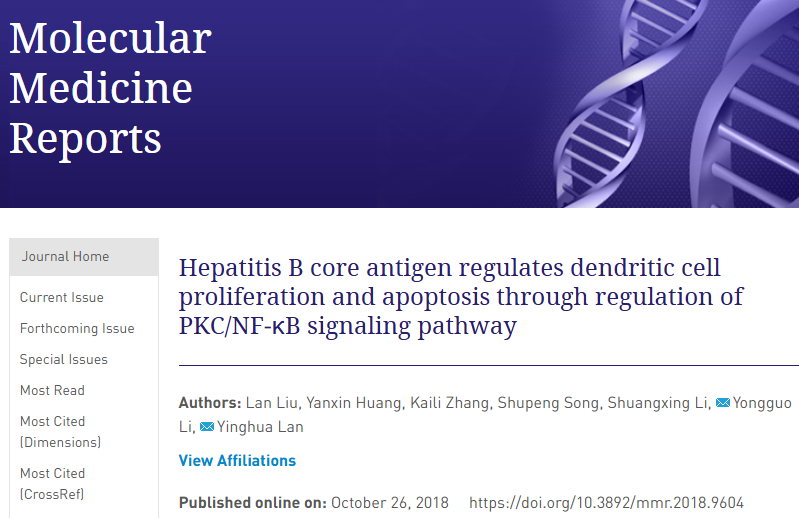 Molecular
Medicine
Reports
Journal Home
Current Issue
Forthcoming Issue
Special Issues
Most Read
Most Cited
(Dimensions)
Most Cited
(CrossRef)
Hepatitis B core antigen regulates dendritic cell
proliferation and apoptosis through regulation of
PKC/NF-κB signaling pathway
Authors: Lan Liu, Yanxin Huang, Kaili Zhang, Shupeng Song, Shuangxing Li, Yongguo
Li, Yinghua Lan
View Affiliations
Published online on: October 26, 2018 https://doi.org/10.3892/mmr.2018.9604